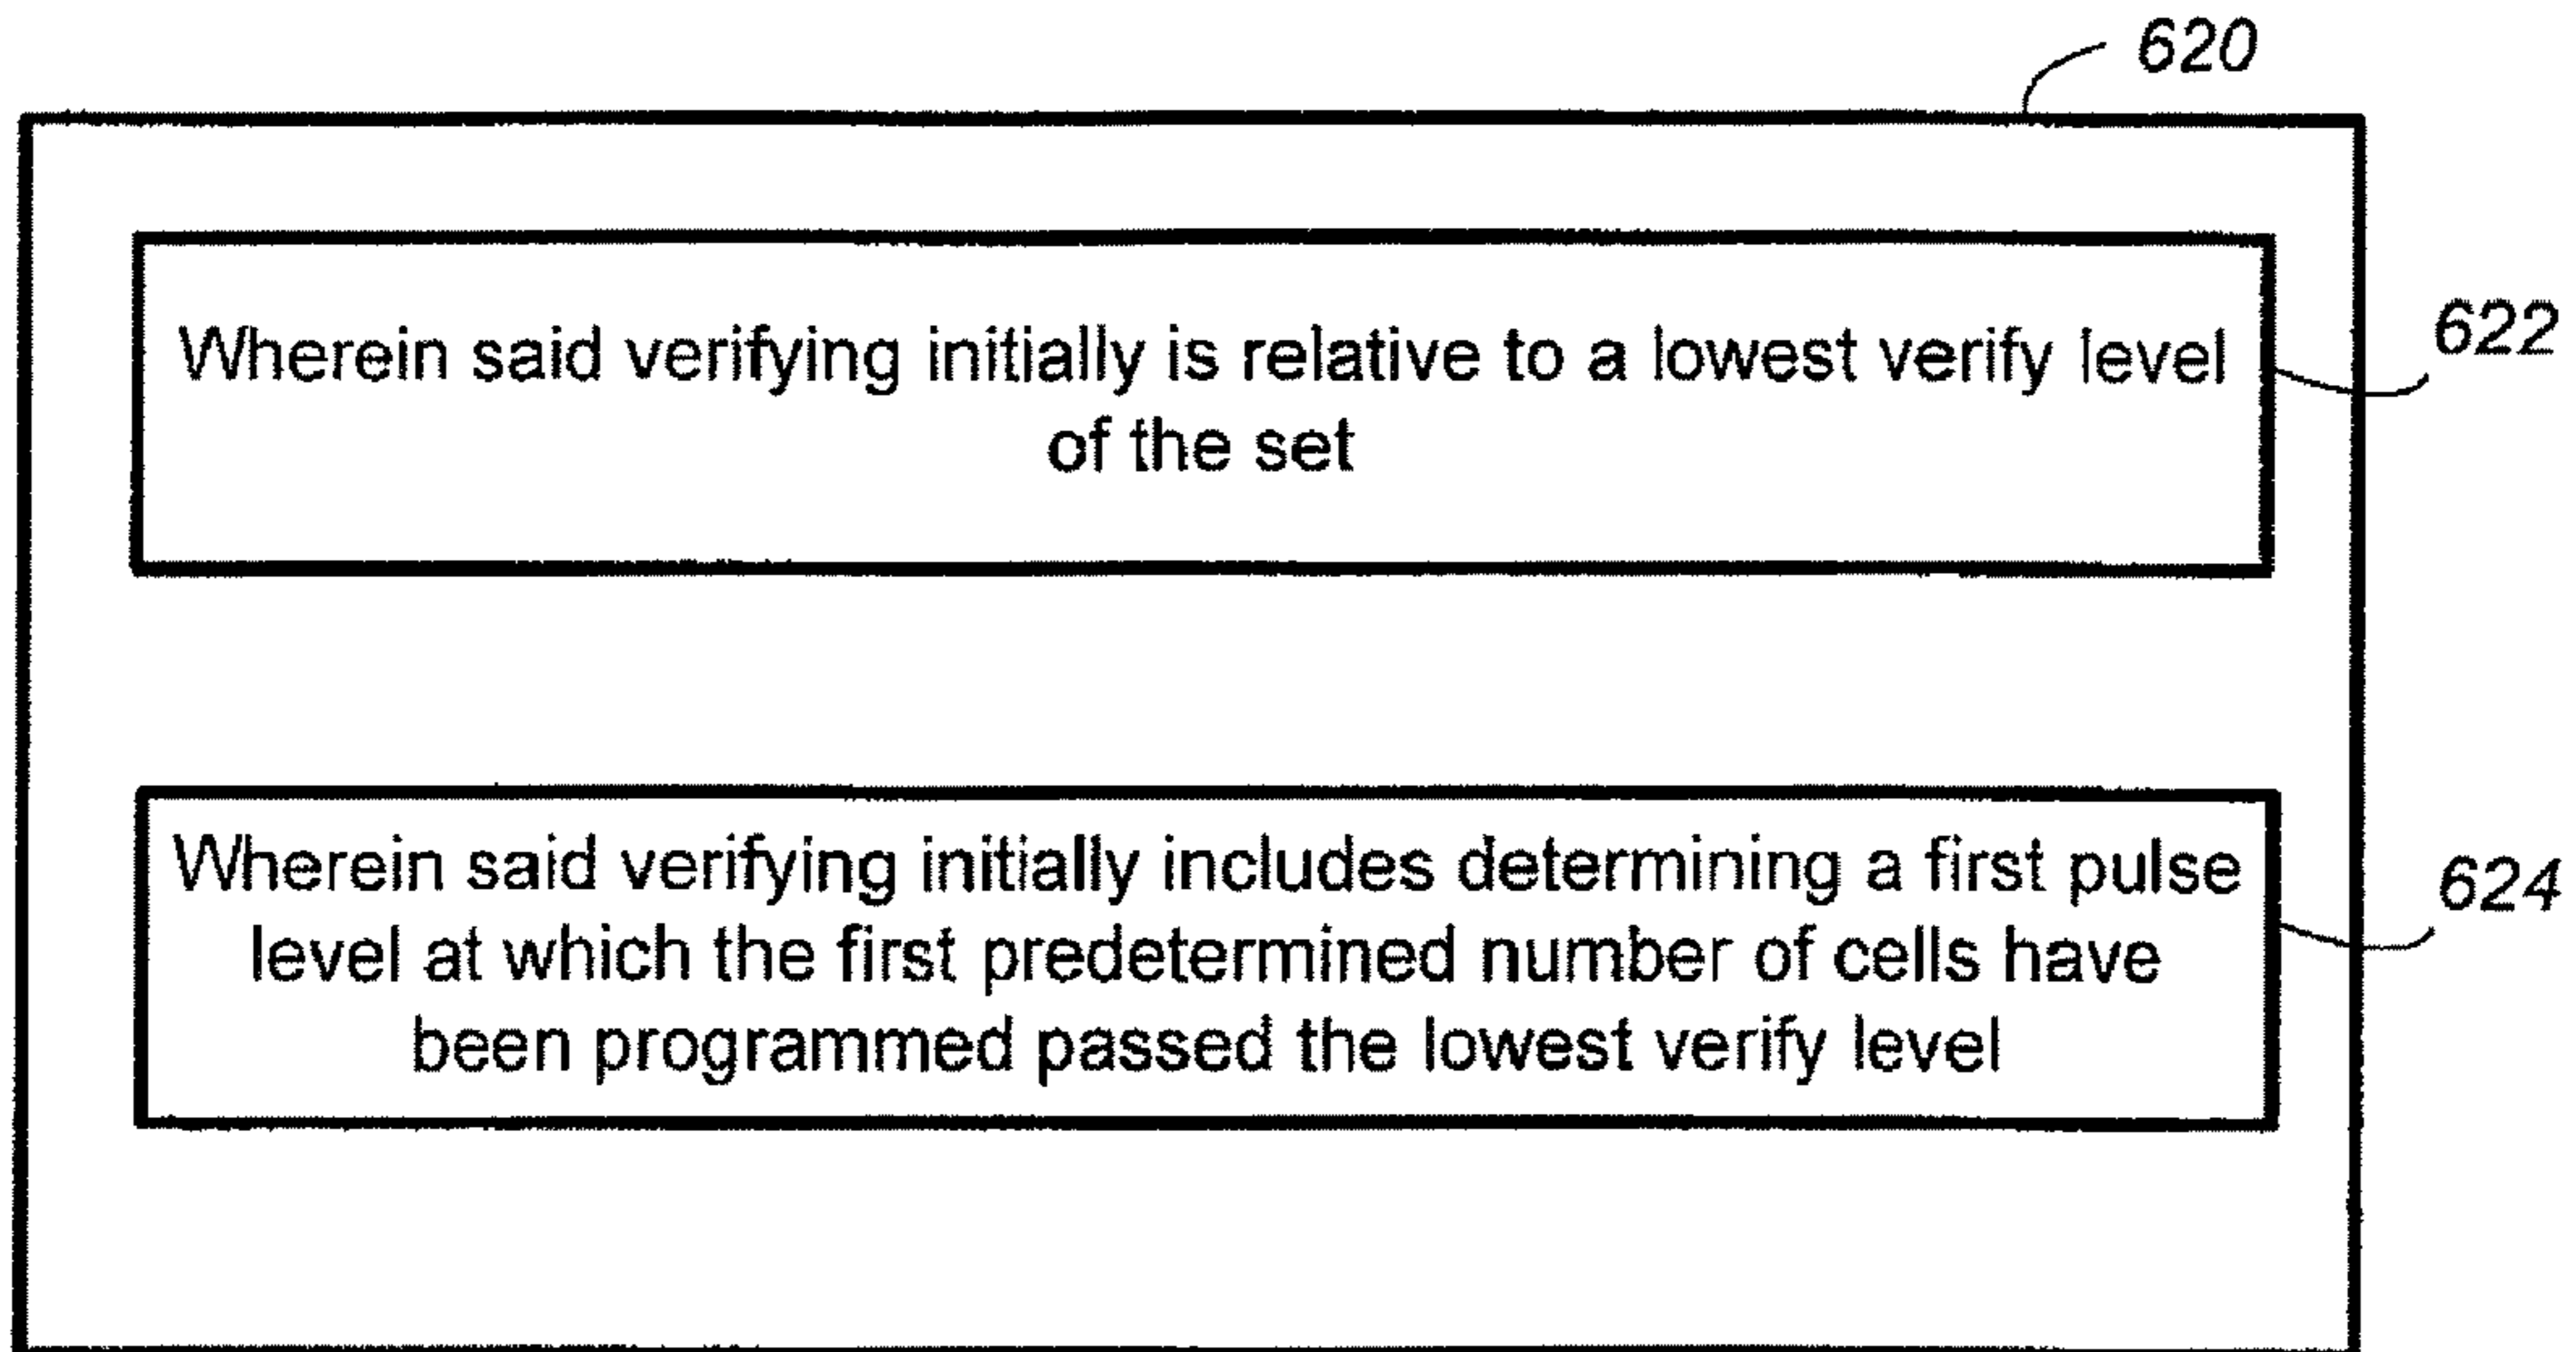 620
Wherein said verifying initially is relative to a lowest verify level
of the set
622
Wherein said verifying initially includes determining a first pulse
level at which the first predetermined number of cells have
been programmed passed the lowest verify level
624